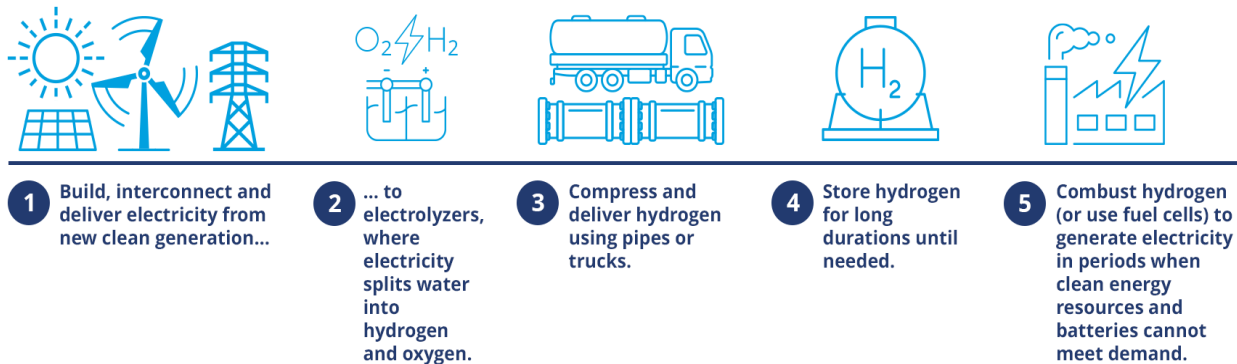 O₂ H₂
- +
H₂
1
Build, interconnect and
deliver electricity from
new clean generation...
2
... to
electrolyzers,
where
electricity
splits water
into
hydrogen
and oxygen.
3
Compress and
deliver hydrogen
using pipes or
trucks.
4
Store hydrogen
for long
durations until
needed.
5
Combust hydrogen
(or use fuel cells) to
generate electricity
in periods when
clean energy
resources and
batteries cannot
meet demand.